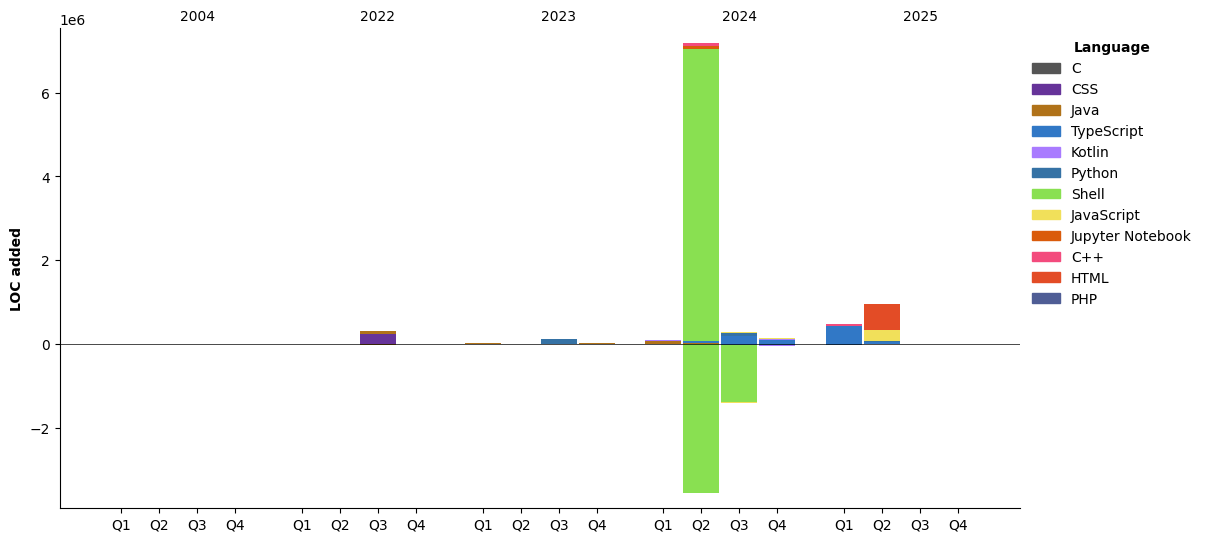 2004 2022 2023 2024 2025
1e6
Language
C
CSS
Java
TypeScript
Kotlin
Python
Shell
JavaScript
Jupyter Notebook
C++
HTML
PHP
LOC added
6
4
2
0
−2
Q1 Q2 Q3 Q4 Q1 Q2 Q3 Q4 Q1 Q2 Q3 Q4 Q1 Q2 Q3 Q4 Q1 Q2 Q3 Q4